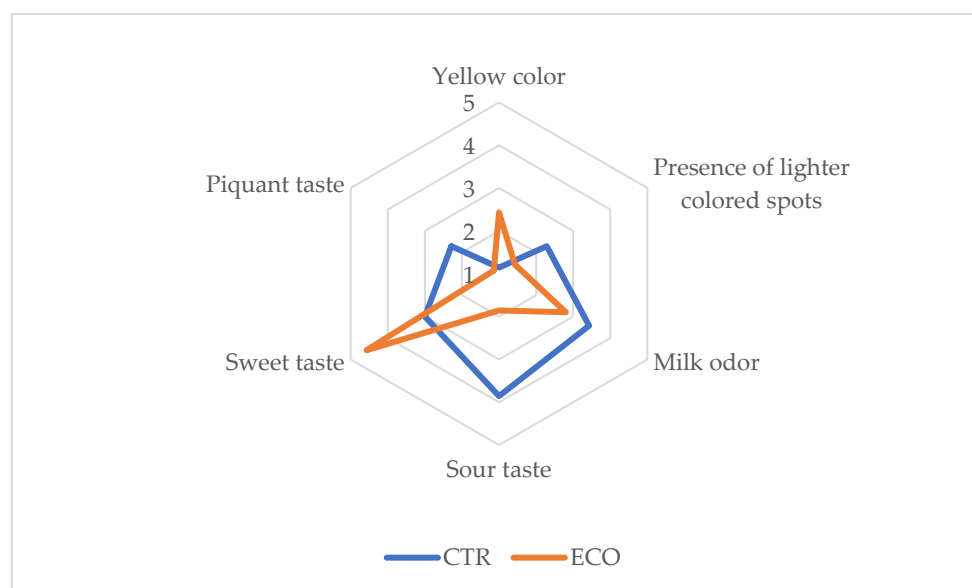 Yellow color
5
4
3
2
1
Presence of lighter
colored spots
Piquant taste
Sweet taste
Milk odor
Sour taste
CTR
ECO